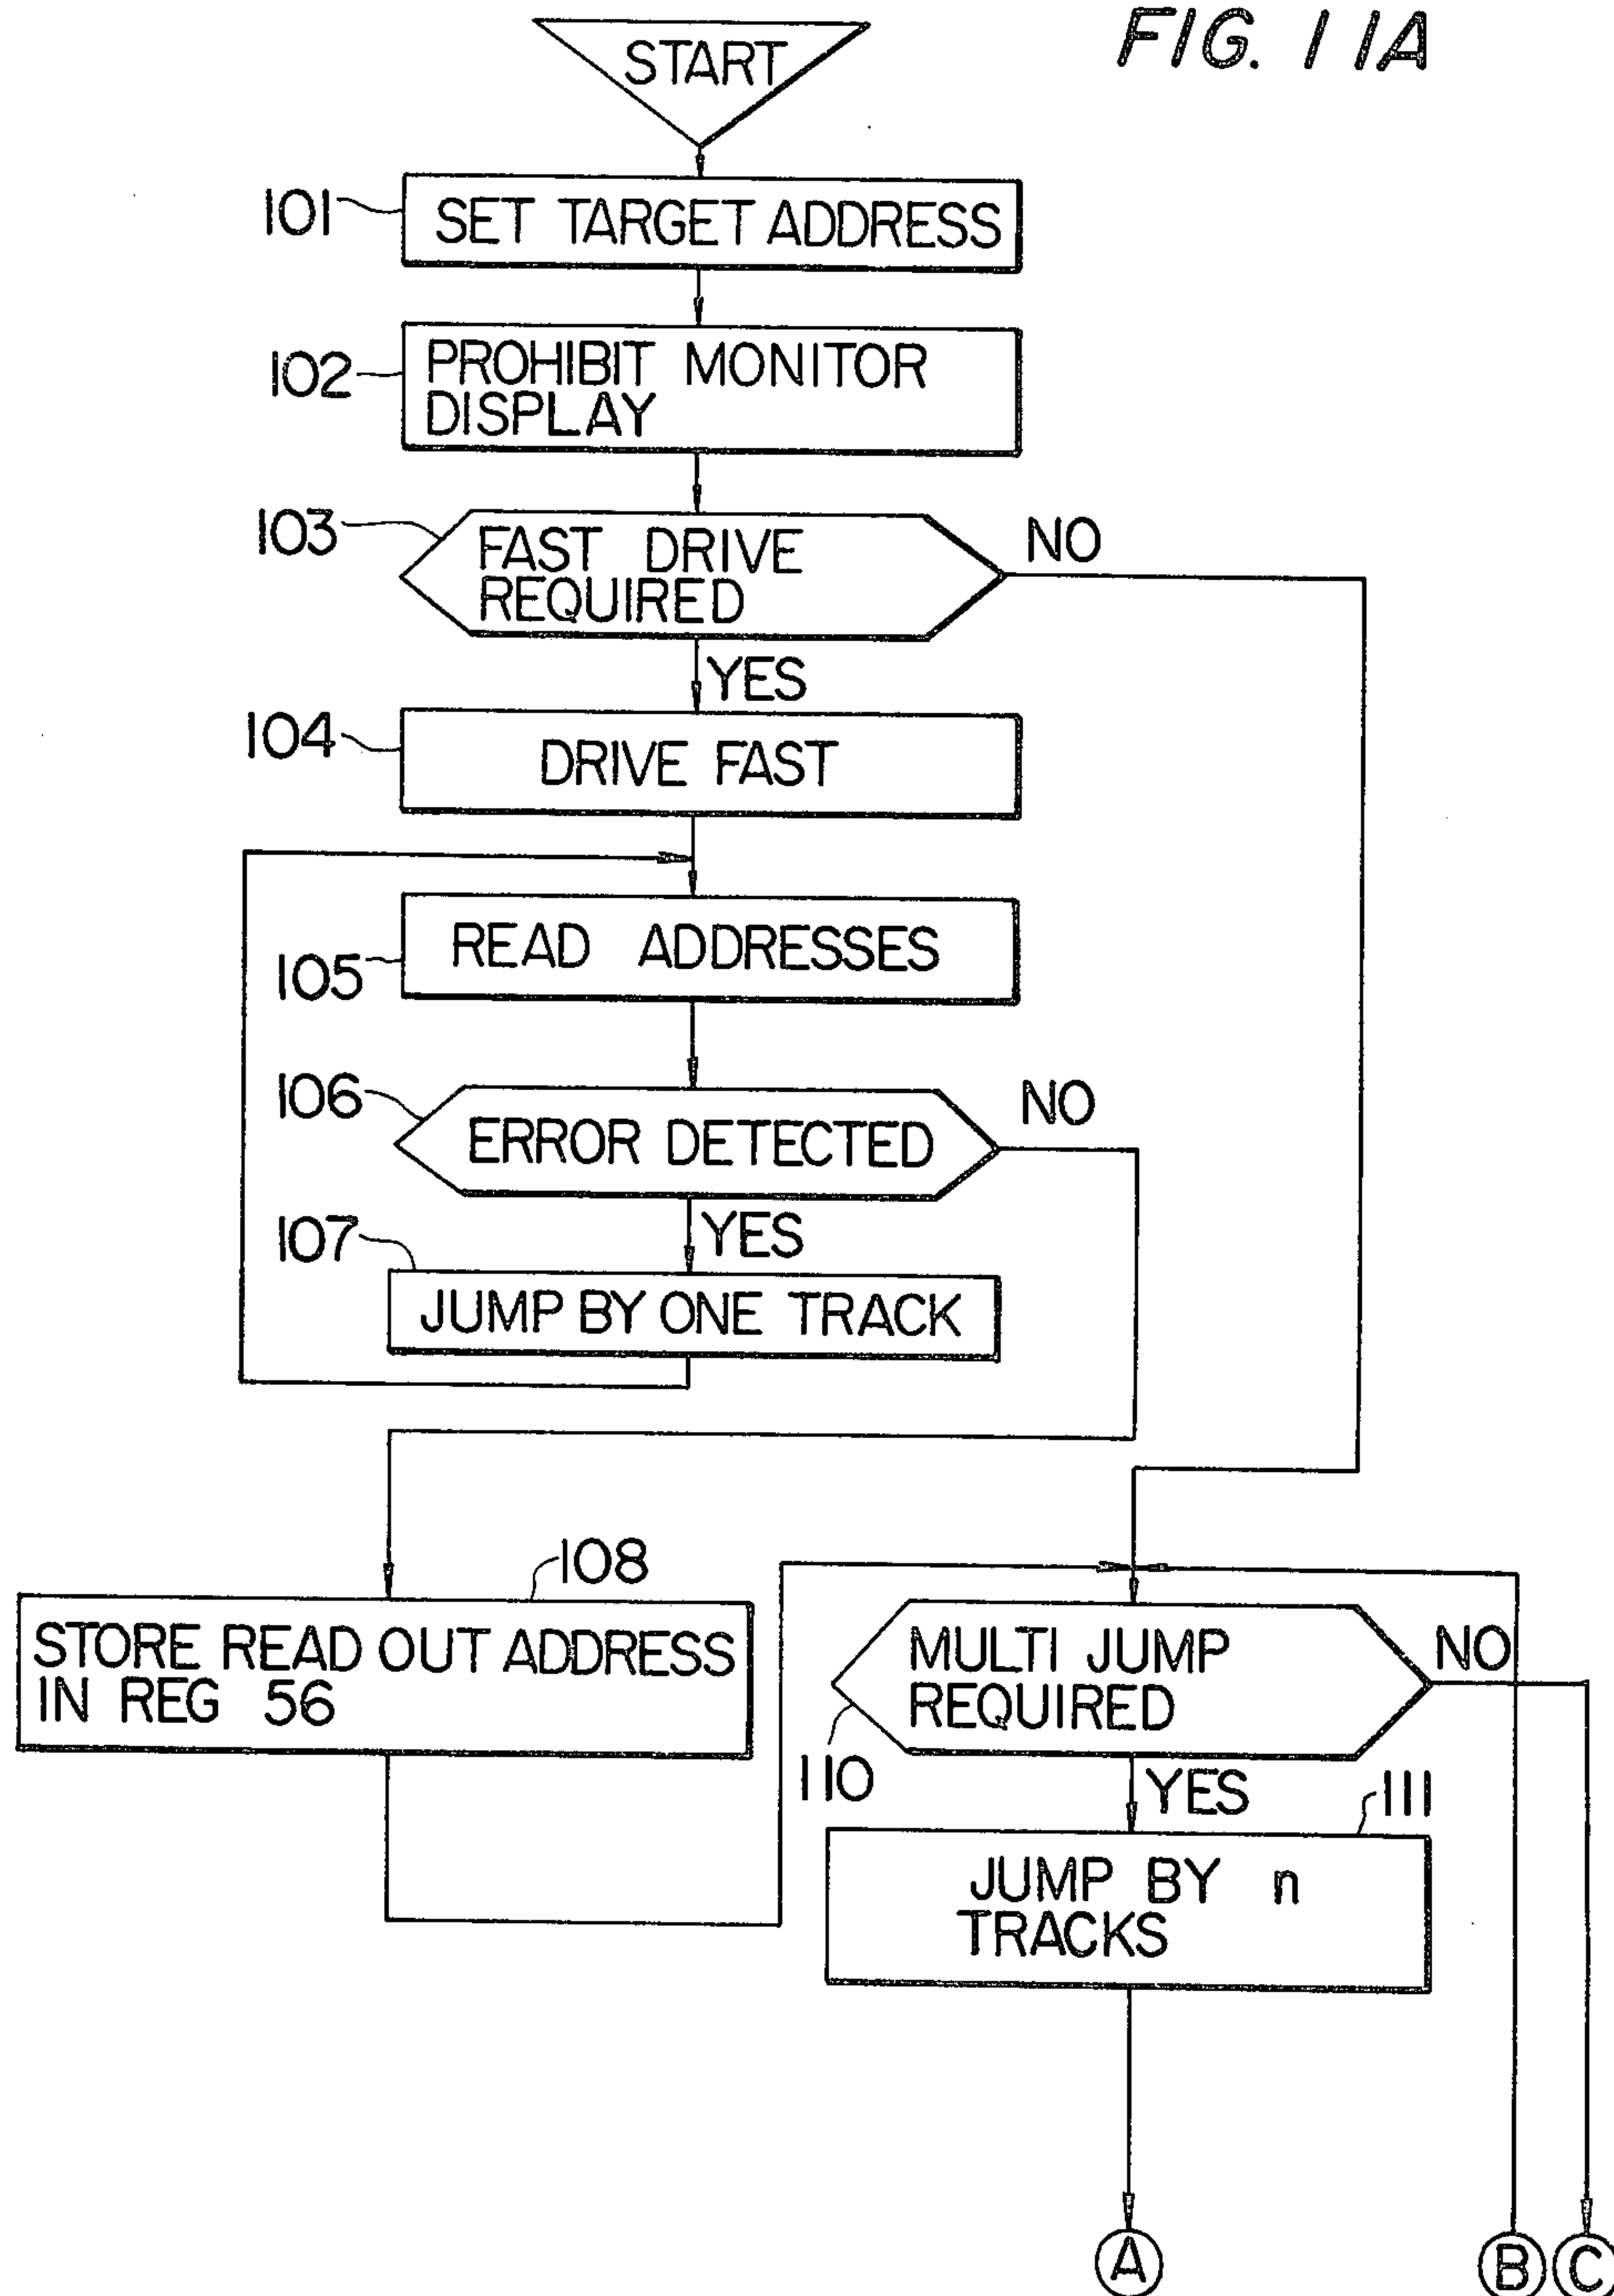 FIG. 11A
START
101
SET TARGET ADDRESS
102
PROHIBIT MONITOR
DISPLAY
103
FAST DRIVE
REQUIRED
NO
YES
104
DRIVE FAST
105
READ ADDRESSES
106
ERROR DETECTED
NO
YES
107
JUMP BY ONE TRACK
108
STORE READ OUT ADDRESS
IN REG 56
MULTI JUMP
REQUIRED
NO
110
YES
111
JUMP BY n
TRACKS
A
B
C